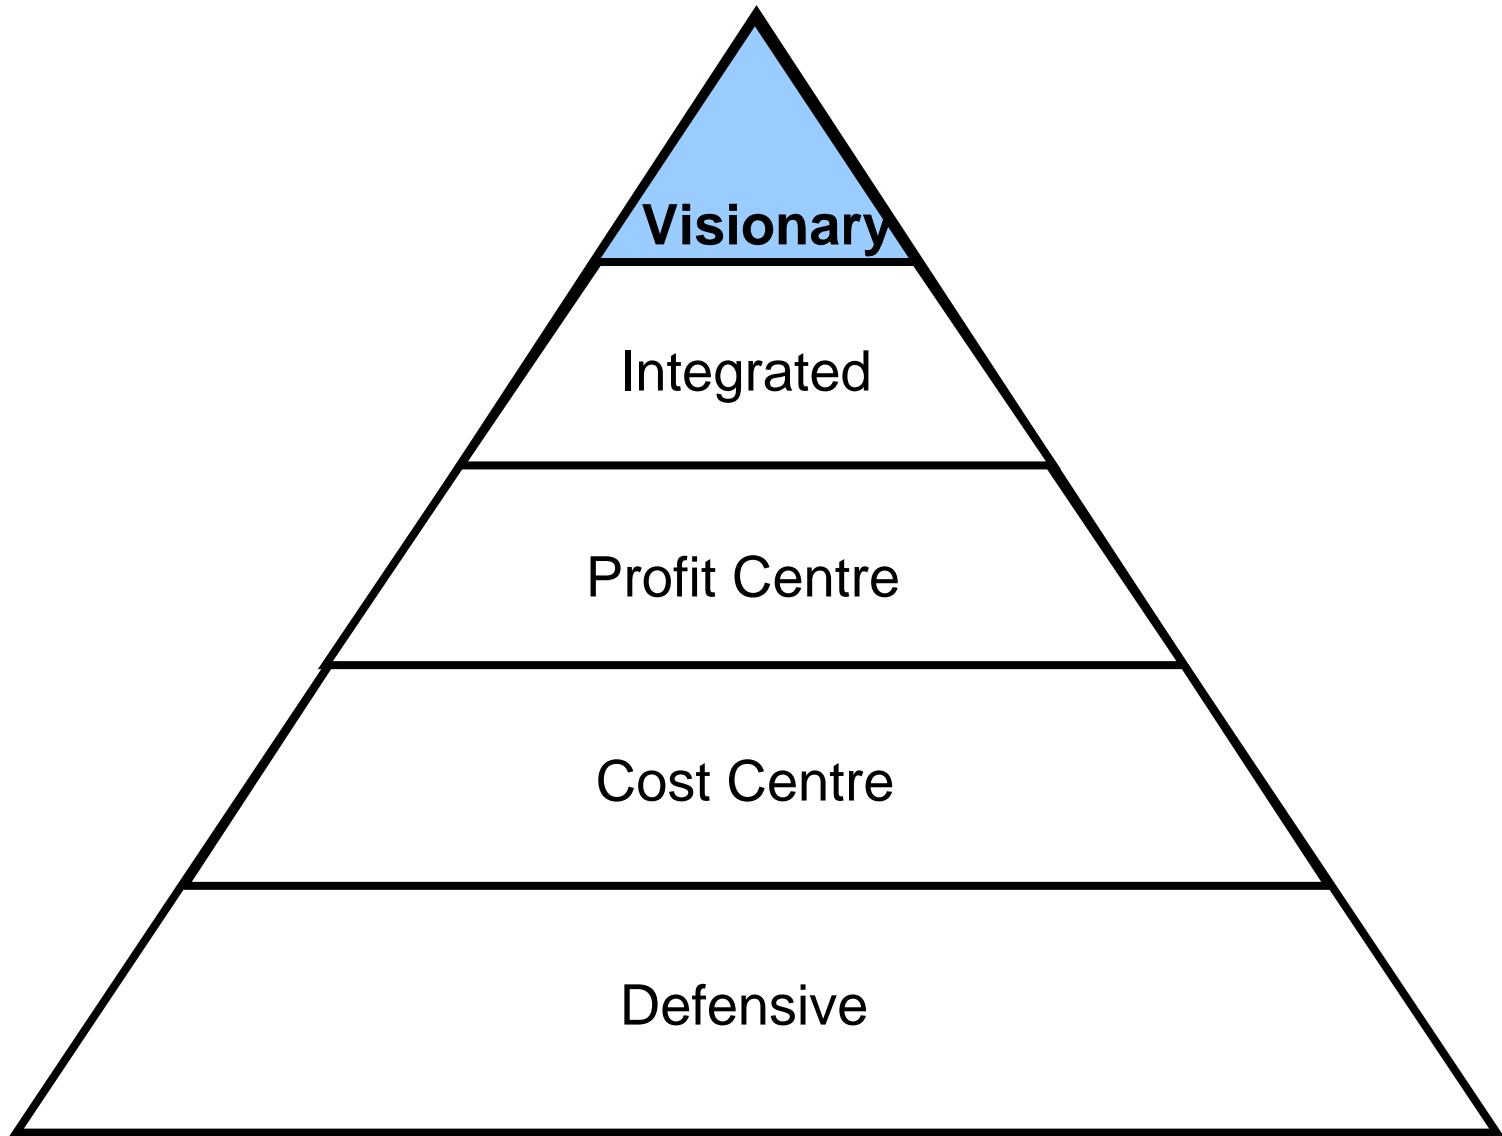 Visionary
Integrated
Profit Centre
Cost Centre
Defensive